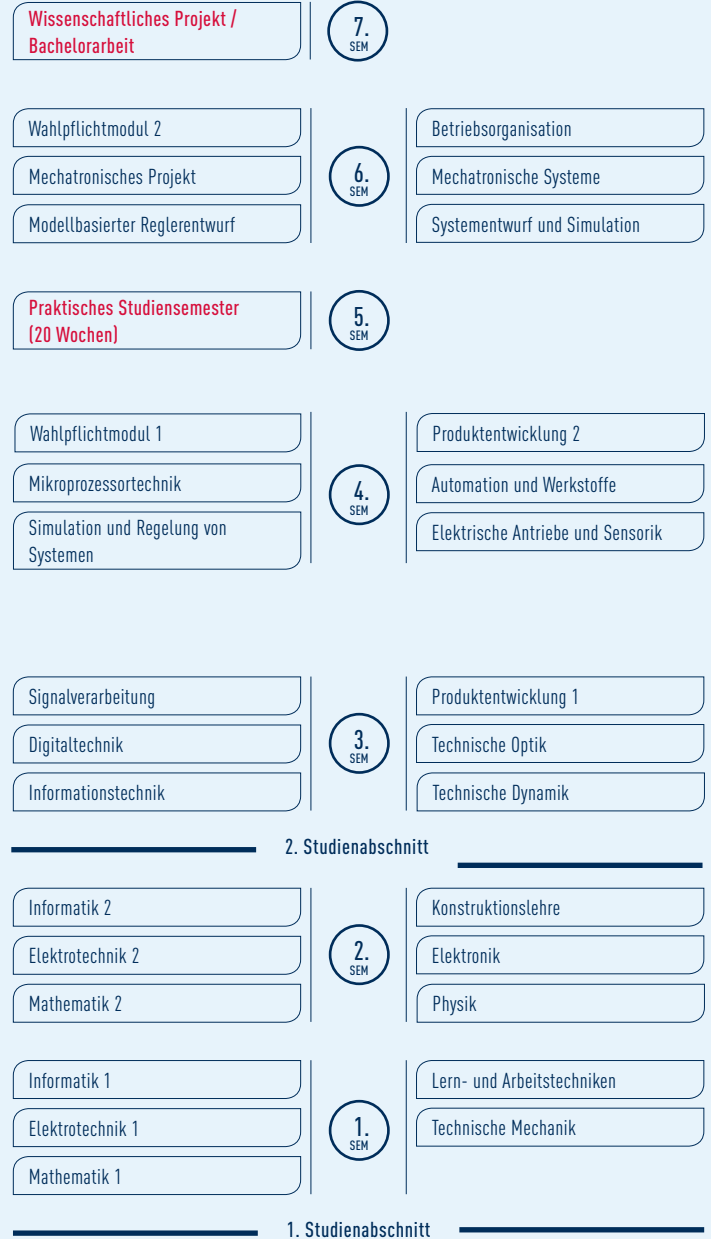 Wissenschaftliches Projekt /
Bachelorarbeit
7.
SEM
Wahlpflichtmodul 2
Mechatronisches Projekt
Modellbasierter Reglerentwurf
6.
SEM
Betriebsorganisation
Mechatronische Systeme
Systementwurf und Simulation
Praktisches Studiensemester
(20 Wochen)
5.
SEM
Wahlpflichtmodul 1
Mikroprozessortechnik
Simulation und Regelung von
Systemen
4.
SEM
Produktentwicklung 2
Automation und Werkstoffe
Elektrische Antriebe und Sensorik
Signalverarbeitung
Digitaltechnik
Informationstechnik
3.
SEM
Produktentwicklung 1
Technische Optik
Technische Dynamik
2. Studienabschnitt
Informatik 2
Elektrotechnik 2
Mathematik 2
2.
SEM
Konstruktionslehre
Elektronik
Physik
Informatik 1
Elektrotechnik 1
Mathematik 1
1.
SEM
Lern- und Arbeitstechniken
Technische Mechanik
1. Studienabschnitt